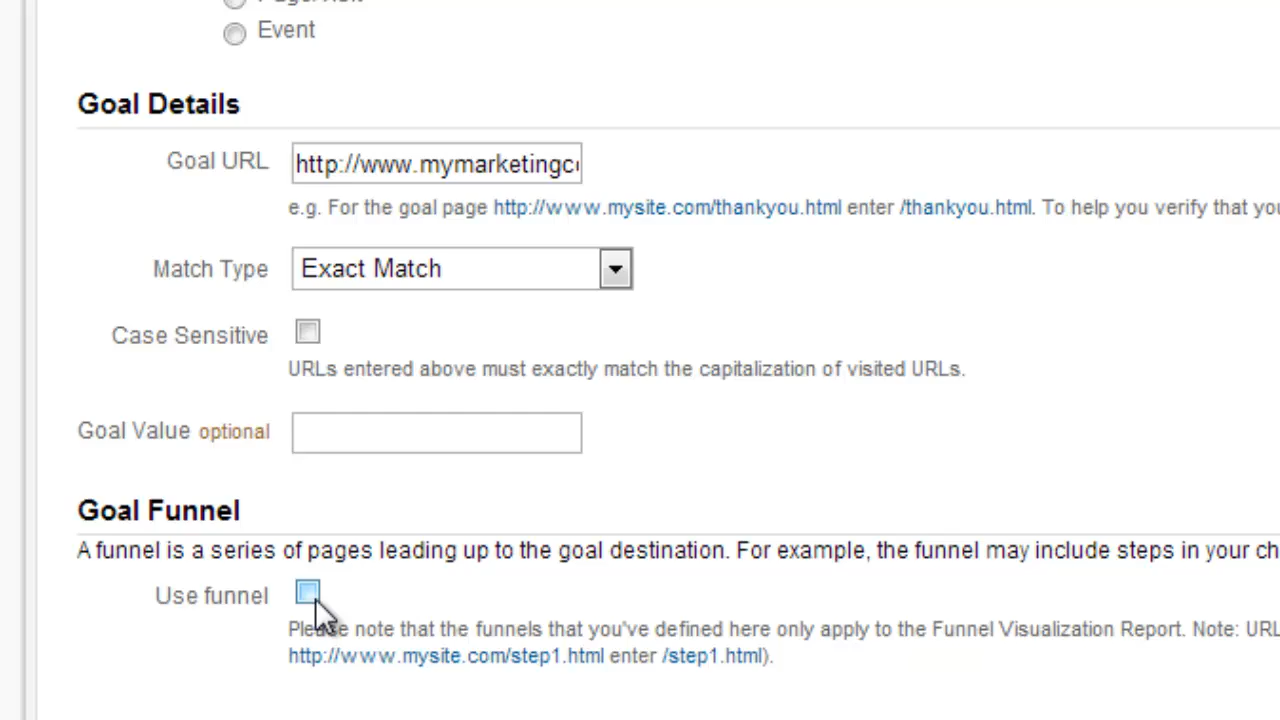 Event
Goal Details
Goal URL http://www.mymarketingc
e.g. For the goal page http://www.mysite.com/thankyou.html enter /thankyou.html. To help you verify that
Match Type Exact Match
Case Sensitive
URLs entered above must exactly match the capitalization of visited URLs.
Goal Value optional
Goal Funnel
A funnel is a series of pages leading up to the goal destination. For example, the funnel may include steps in your
Use funnel
Please note that the funnels that you've defined here only apply to the Funnel Visualization Report. Note: URL
http://www.mysite.com/step1.html enter /step1.html).